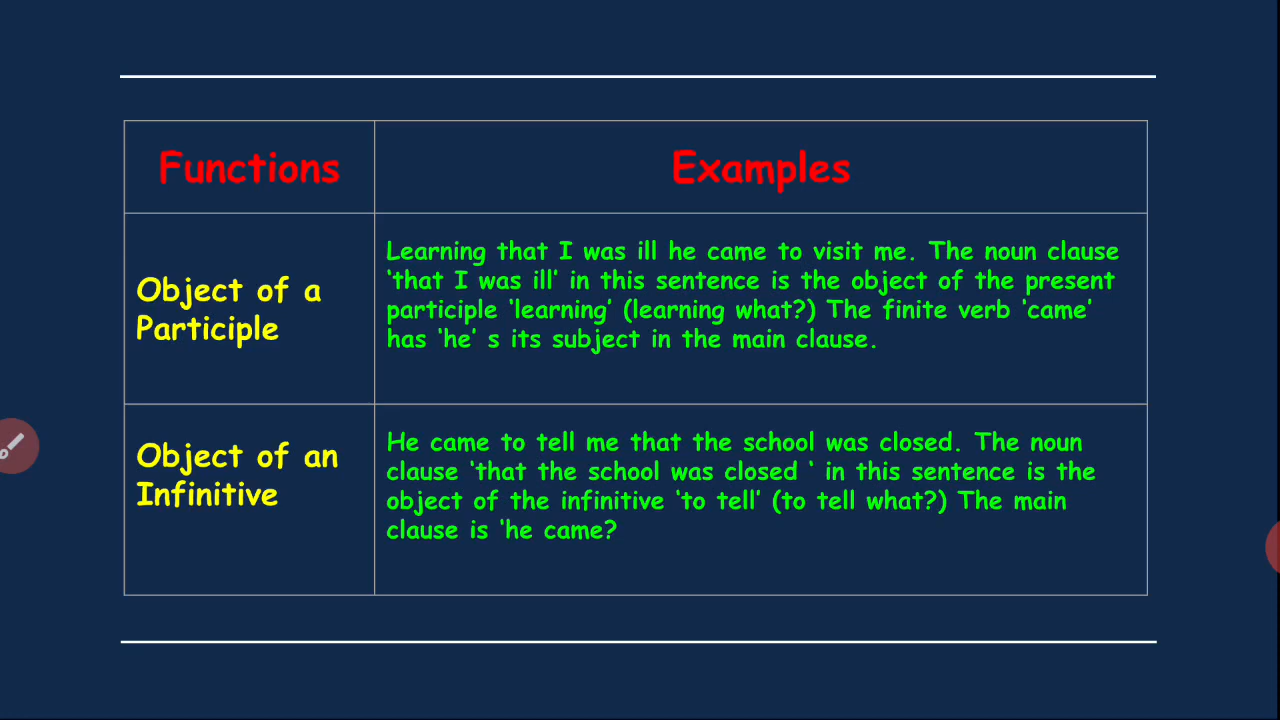 Functions
Examples
Object of a
Participle
Learning that I was ill he came to visit me. The noun clause
‘that I was ill’ in this sentence is the object of the present
participle ‘learning’ (learning what?) The finite verb ‘came’
has ‘he’ s its subject in the main clause.
Object of an
Infinitive
He came to tell me that the school was closed. The noun
clause ‘that the school was closed ‘ in this sentence is the
object of the infinitive ‘to tell’ (to tell what?) The main
clause is ‘he came?